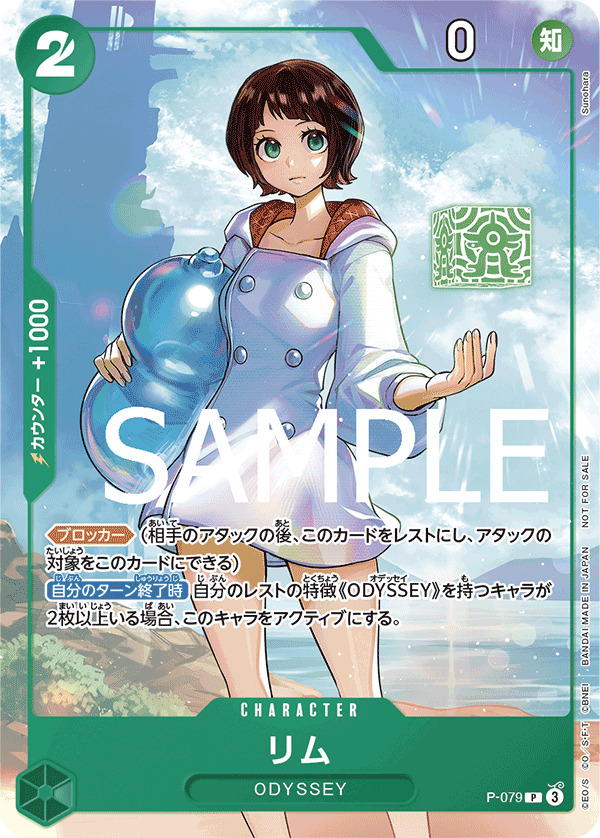 2
0
知
Sunohara
カウンター +1000
SAMPLE
ブロッカー (相手のアタックの後、このカードをレストにし、アタックの
対象をこのカードにできる)
自分のターン終了時 自分のレストの特徴《ODYSSEY》を持つキャラが
2枚以上いる場合、このキャラをアクティブにする。
CHARACTER
リム
ODYSSEY
P-079 P 3
©EO/S ©O/S・F・T ©BNEI BANDAI MADE IN JAPAN NOT FOR SALE